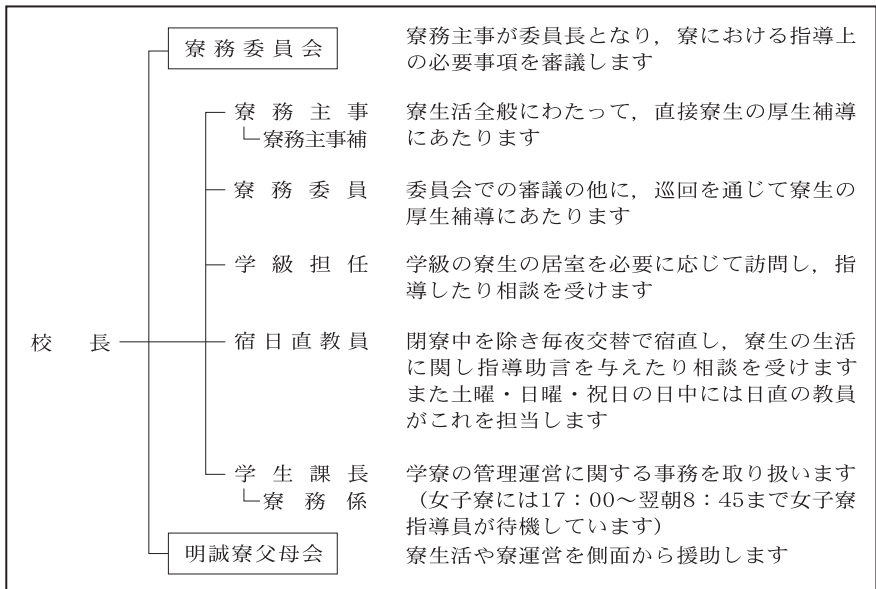 寮務委員会 寮務主事が委員長となり，寮における指導上
の必要事項を審議します
寮務主事 寮生活全般にわたって，直接寮生の厚生補導
寮務主事補 にあたります
寮務委員 委員会での審議の他に，巡回を通じて寮生の
厚生補導にあたります
学級担任 学級の寮生の居室を必要に応じて訪問し，指
導したり相談を受けます
校長 宿日直教員 閉寮中を除き毎夜交替で宿直し，寮生の生活
に関し指導助言を与えたり相談を受けます
また土曜・日曜・祝日の日中には日直の教員
がこれを担当します
学生課長 学寮の管理運営に関する事務を取り扱います
寮務係 （女子寮には17：00～翌朝8：45まで女子寮
指導員が待機しています）
明誠寮父母会 寮生活や寮運営を側面から援助します